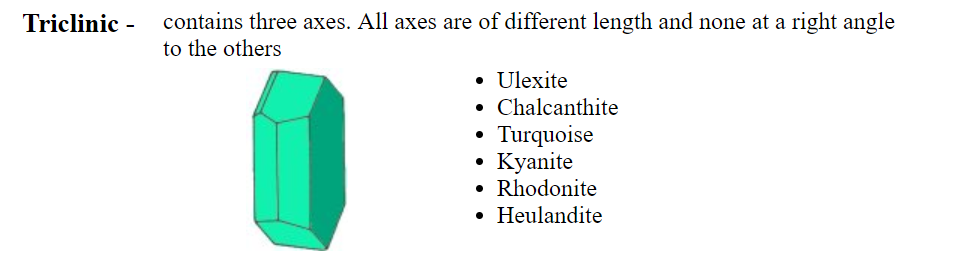 Triclinic - contains three axes. All axes are of different length and none at a right angle
to the others
• Ulexite
• Chalcanthite
• Turquoise
• Kyanite
• Rhodonite
• Heulandite